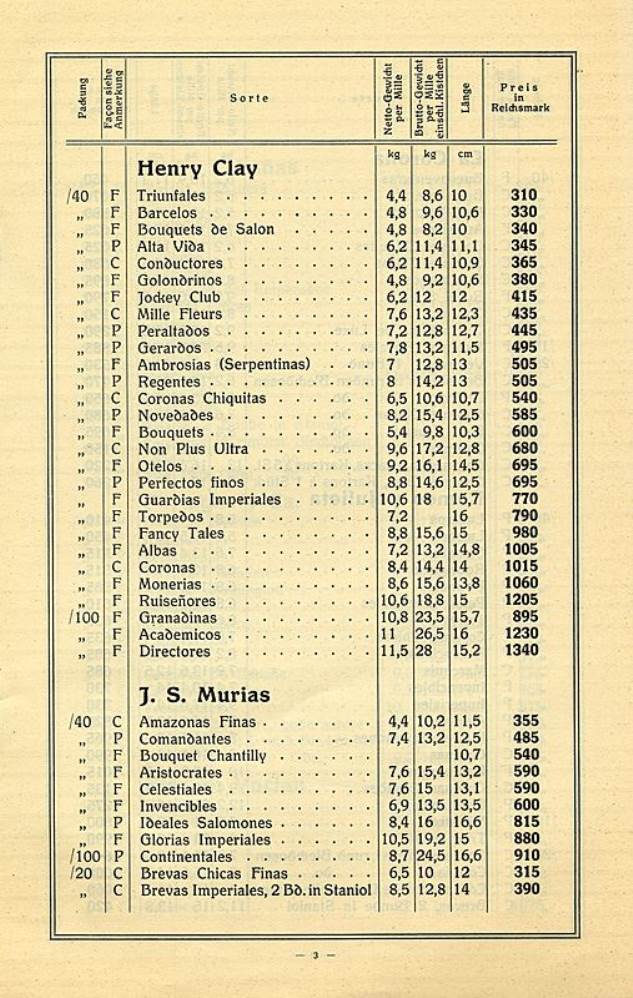 Packung Façon siehe Anmerkung Sorte Netto-Gewicht per Mille Brutto-Gewicht per Mille einschl. Kistchen Länge Preis in Reichsmark
kg kg cm
Henry Clay
/40 F Triunfales . . . . . . . . . 4,4 8,6 10 310
„ F Barcelos . . . . . . . . . 4,8 9,6 10,6 330
„ F Bouquets de Salon . . . . . 4,8 8,2 10 340
„ P Alta Vida . . . . . . . . 6,2 11,4 11,1 345
„ C Conductores . . . . . . . 6,2 11,4 10,9 365
„ F Golondrinos . . . . . . . 4,8 9,2 10,6 380
„ F Jockey Club . . . . . . . 6,2 12 12 415
„ C Mille Fleurs . . . . . . . 7,6 13,2 12,3 435
„ P Peraltados . . . . . . . . 7,2 12,8 12,7 445
„ P Gerardos . . . . . . . . . 7,8 13,2 11,5 495
„ F Ambrosias (Serpentinas) . . 7 12,8 13 505
„ P Regentes . . . . . . . . . 8 14,2 13 505
„ C Coronas Chiquitas . . . . . 6,5 10,6 10,7 540
„ P Novedades . . . . . . . . 8,2 15,4 12,5 585
„ F Bouquets . . . . . . . . . 5,4 9,8 10,3 600
„ C Non Plus Ultra . . . . . . 9,6 17,2 12,8 680
„ F Otelos . . . . . . . . . . 9,2 16,1 14,5 695
„ P Perfectos finos . . . . . . 8,8 14,6 12,5 695
„ F Guardias Imperiales . . . . 10,6 18 15,7 770
„ F Torpedos . . . . . . . . . 7,2 16 790
„ F Fancy Tales . . . . . . . 8,8 15,6 15 980
„ F Albas . . . . . . . . . . 7,2 13,2 14,8 1005
„ C Coronas . . . . . . . . . 8,4 14,4 14 1015
„ F Monerias . . . . . . . . . 8,6 15,6 13,8 1060
„ F Ruiseñores . . . . . . . . 10,6 18,8 15 1205
/100 F Granadinas . . . . . . . . 10,8 23,5 15,7 895
„ F Academicos . . . . . . . . 11 26,5 16 1230
„ F Directores . . . . . . . . 11,5 28 15,2 1340
J. S. Murias
/40 C Amazonas Finas . . . . . . 4,4 10,2 11,5 355
„ P Comandantes . . . . . . . 7,4 13,2 12,5 485
„ F Bouquet Chantilly . . . . . 10,7 540
„ F Aristocrates . . . . . . . . 7,6 15,4 13,2 590
„ F Celestiales . . . . . . . . 7,6 15 13,1 590
„ F Invencibles . . . . . . . . 6,9 13,5 13,5 600
„ P Ideales Salomones . . . . . 8,4 16 16,6 815
„ F Glorias Imperiales . . . . . 10,5 19,2 15 880
/100 P Continentales . . . . . . . 8,7 24,5 16,6 910
/20 C Brevas Chicas Finas . . . . 6,5 10 12 315
„ C Brevas Imperiales, 2 Bd. in Staniol 8,5 12,8 14 390
— 3 —